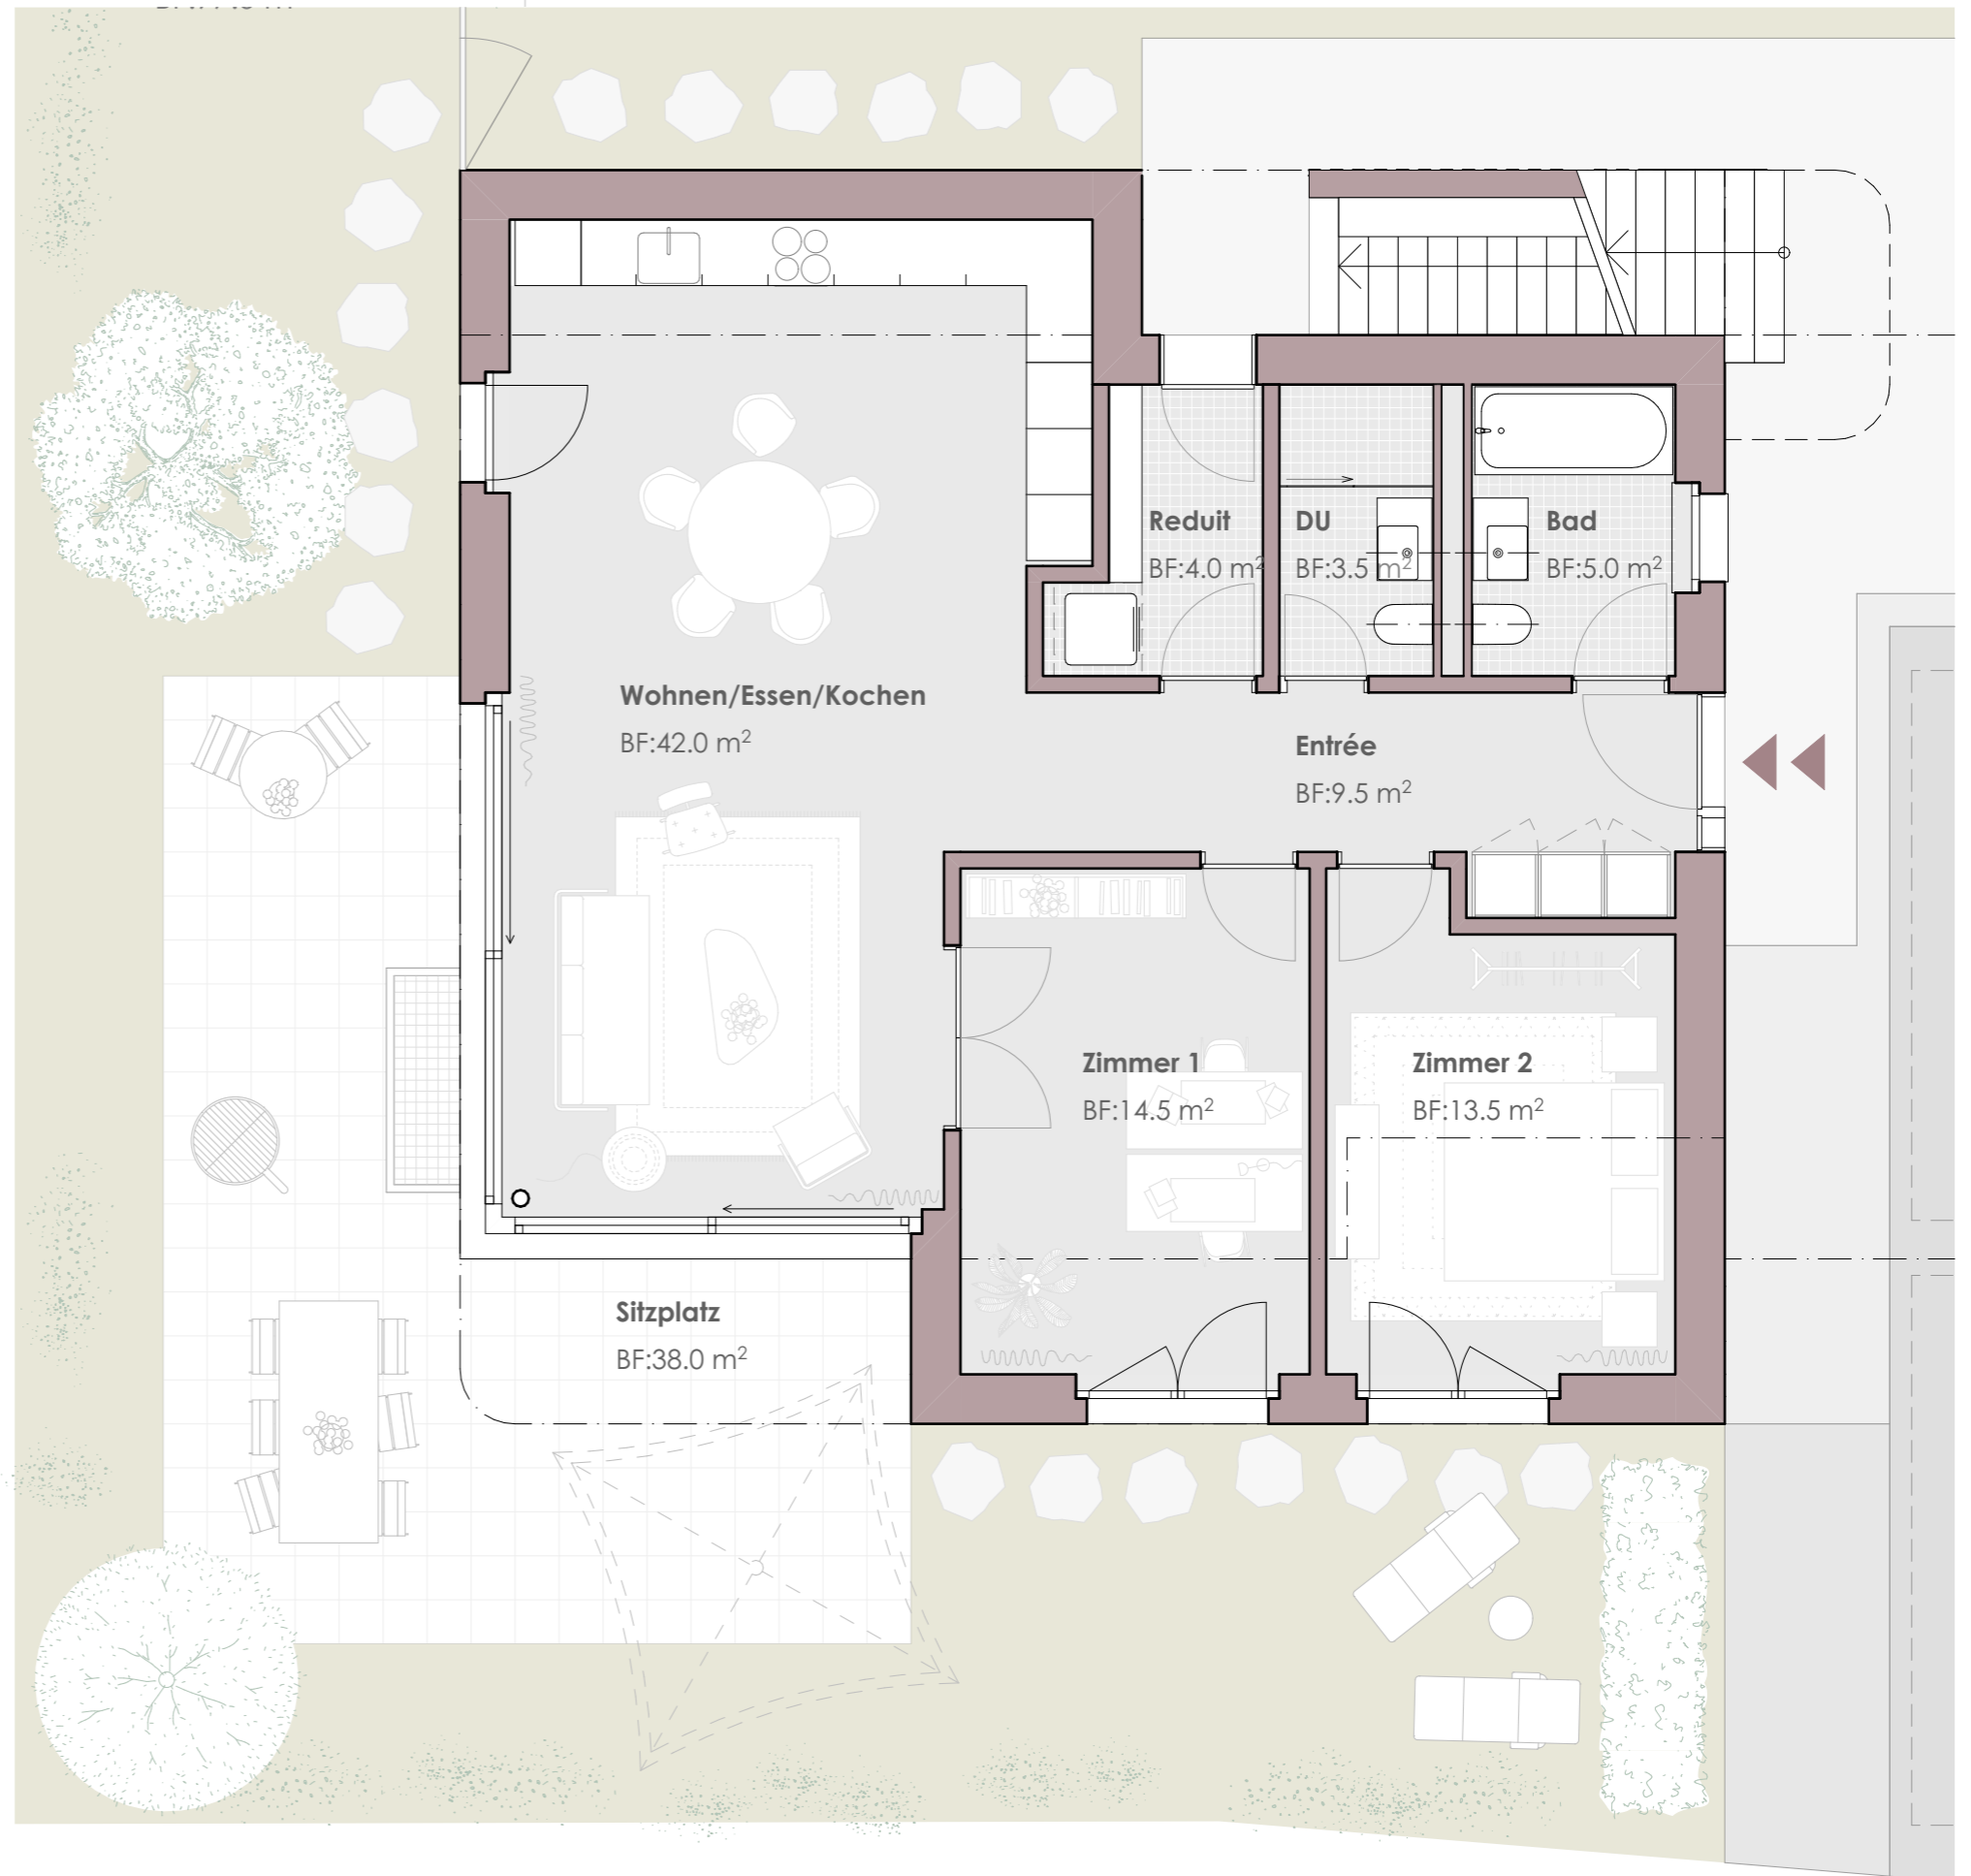 Reduit
BF:4.0 m²
DU
BF:3.5 m²
Bad
BF:5.0 m²
Wohnen/Essen/Kochen
BF:42.0 m²
Entrée
BF:9.5 m²
Zimmer 1
BF:14.5 m²
Zimmer 2
BF:13.5 m²
Sitzplatz
BF:38.0 m²